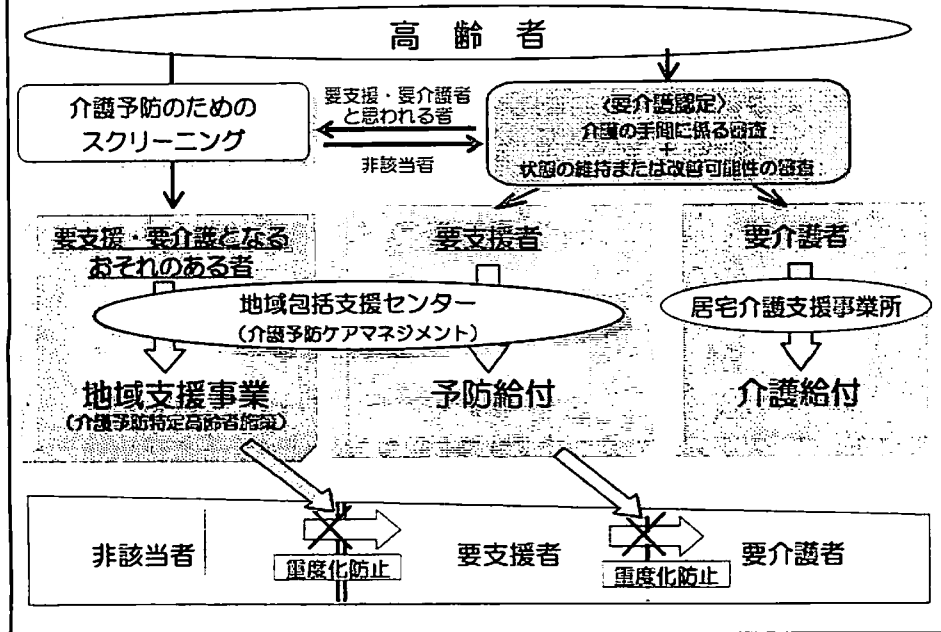 高齢者
介護予防のための
スクリーニング
要支援・要介護者
と思われる者
非該当者
〈要介護認定〉
介護の手間に係る審査
+
状態の維持または改善可能性の審査
要支援・要介護となる
おそれのある者
要支援者
要介護者
地域包括支援センター
(介護予防ケアマネジメント)
居宅介護支援事業所
地域支援事業
(介護予防特定高齢者施策)
予防給付
介護給付
非該当者
重度化防止
要支援者
重度化防止
要介護者